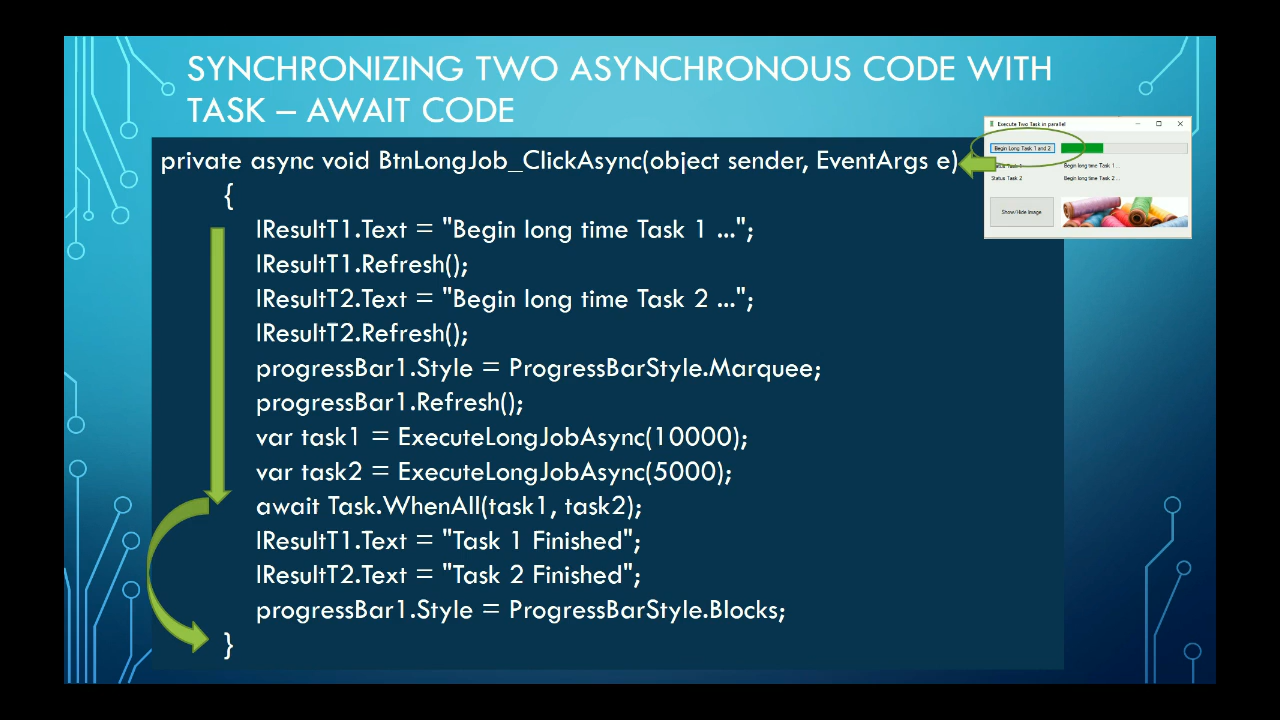 SYNCHRONIZING TWO ASYNCHRONOUS CODE WITH
TASK – AWAIT CODE
Execute Two Task in parallel
Begin Long Task 1 and 2
Status Task 1
Begin long time Task 1 ...
Status Task 2
Begin long time Task 2 ...
Show/Hide Image
private async void BtnLongJob_ClickAsync(object sender, EventArgs e)
{
lResultT1.Text = "Begin long time Task 1 ...";
lResultT1.Refresh();
lResultT2.Text = "Begin long time Task 2 ...";
lResultT2.Refresh();
progressBar1.Style = ProgressBarStyle.Marquee;
progressBar1.Refresh();
var task1 = ExecuteLongJobAsync(10000);
var task2 = ExecuteLongJobAsync(5000);
await Task.WhenAll(task1, task2);
lResultT1.Text = "Task 1 Finished";
lResultT2.Text = "Task 2 Finished";
progressBar1.Style = ProgressBarStyle.Blocks;
}